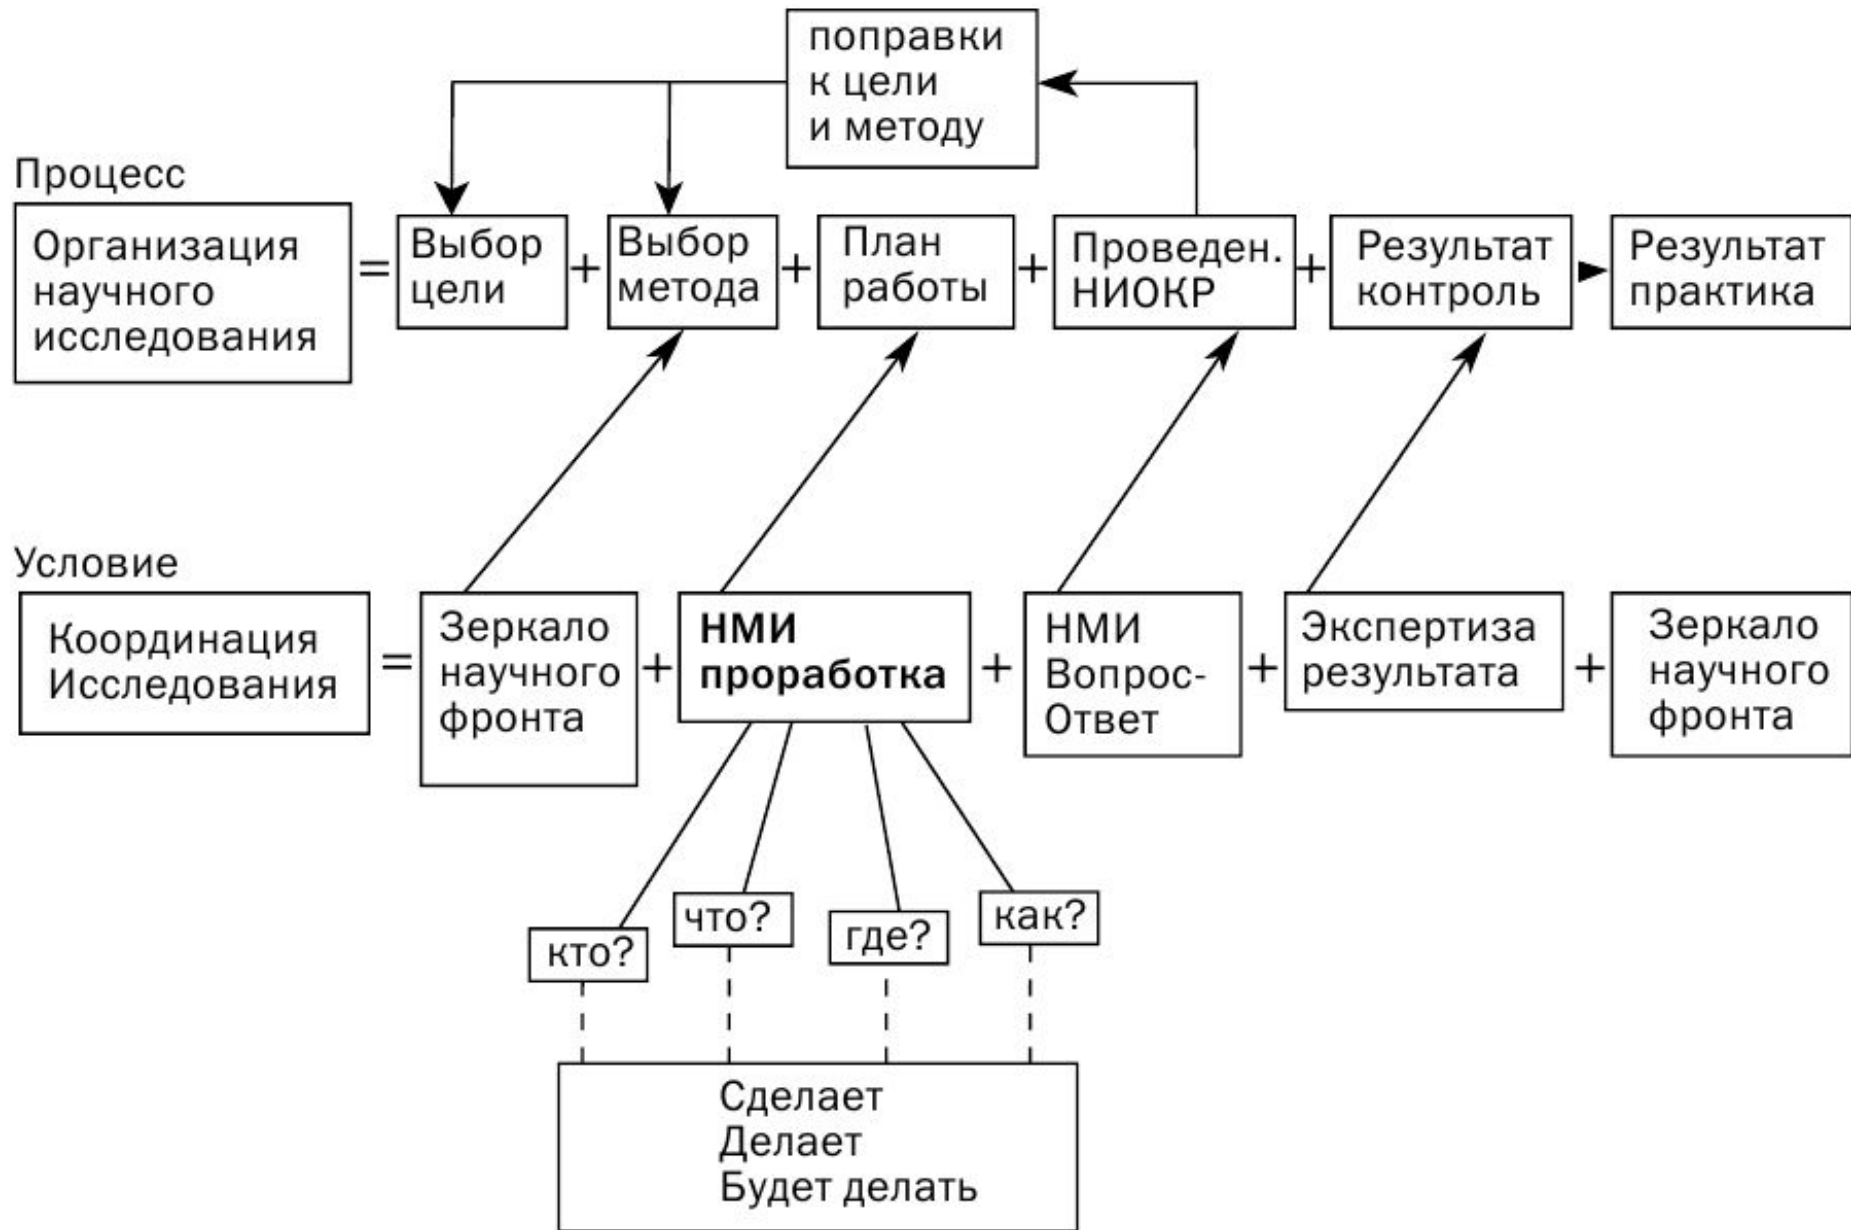 поправки
к цели
и методу
Процесс
Организация
научного
исследования
=
Выбор
цели
+
Выбор
метода
+
План
работы
+
Проведен.
НИОКР
+
Результат
контроль
Результат
практика
Условие
Координация
Исследования
=
Зеркало
научного
фронта
+
НМИ
проработка
+
НМИ
Вопрос-
Ответ
+
Экспертиза
результата
+
Зеркало
научного
фронта
кто?
что?
где?
как?
Сделает
Делает
Будет делать